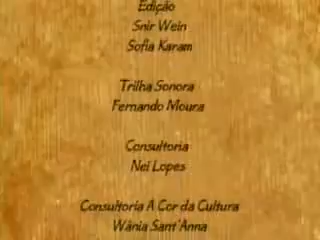 Edição
Snir Wein
Sofia Karam
Trilha Sonora
Fernando Moura
Consultoria
Nei Lopes
Consultoria A Cor da Cultura
Wânia Sant'Anna